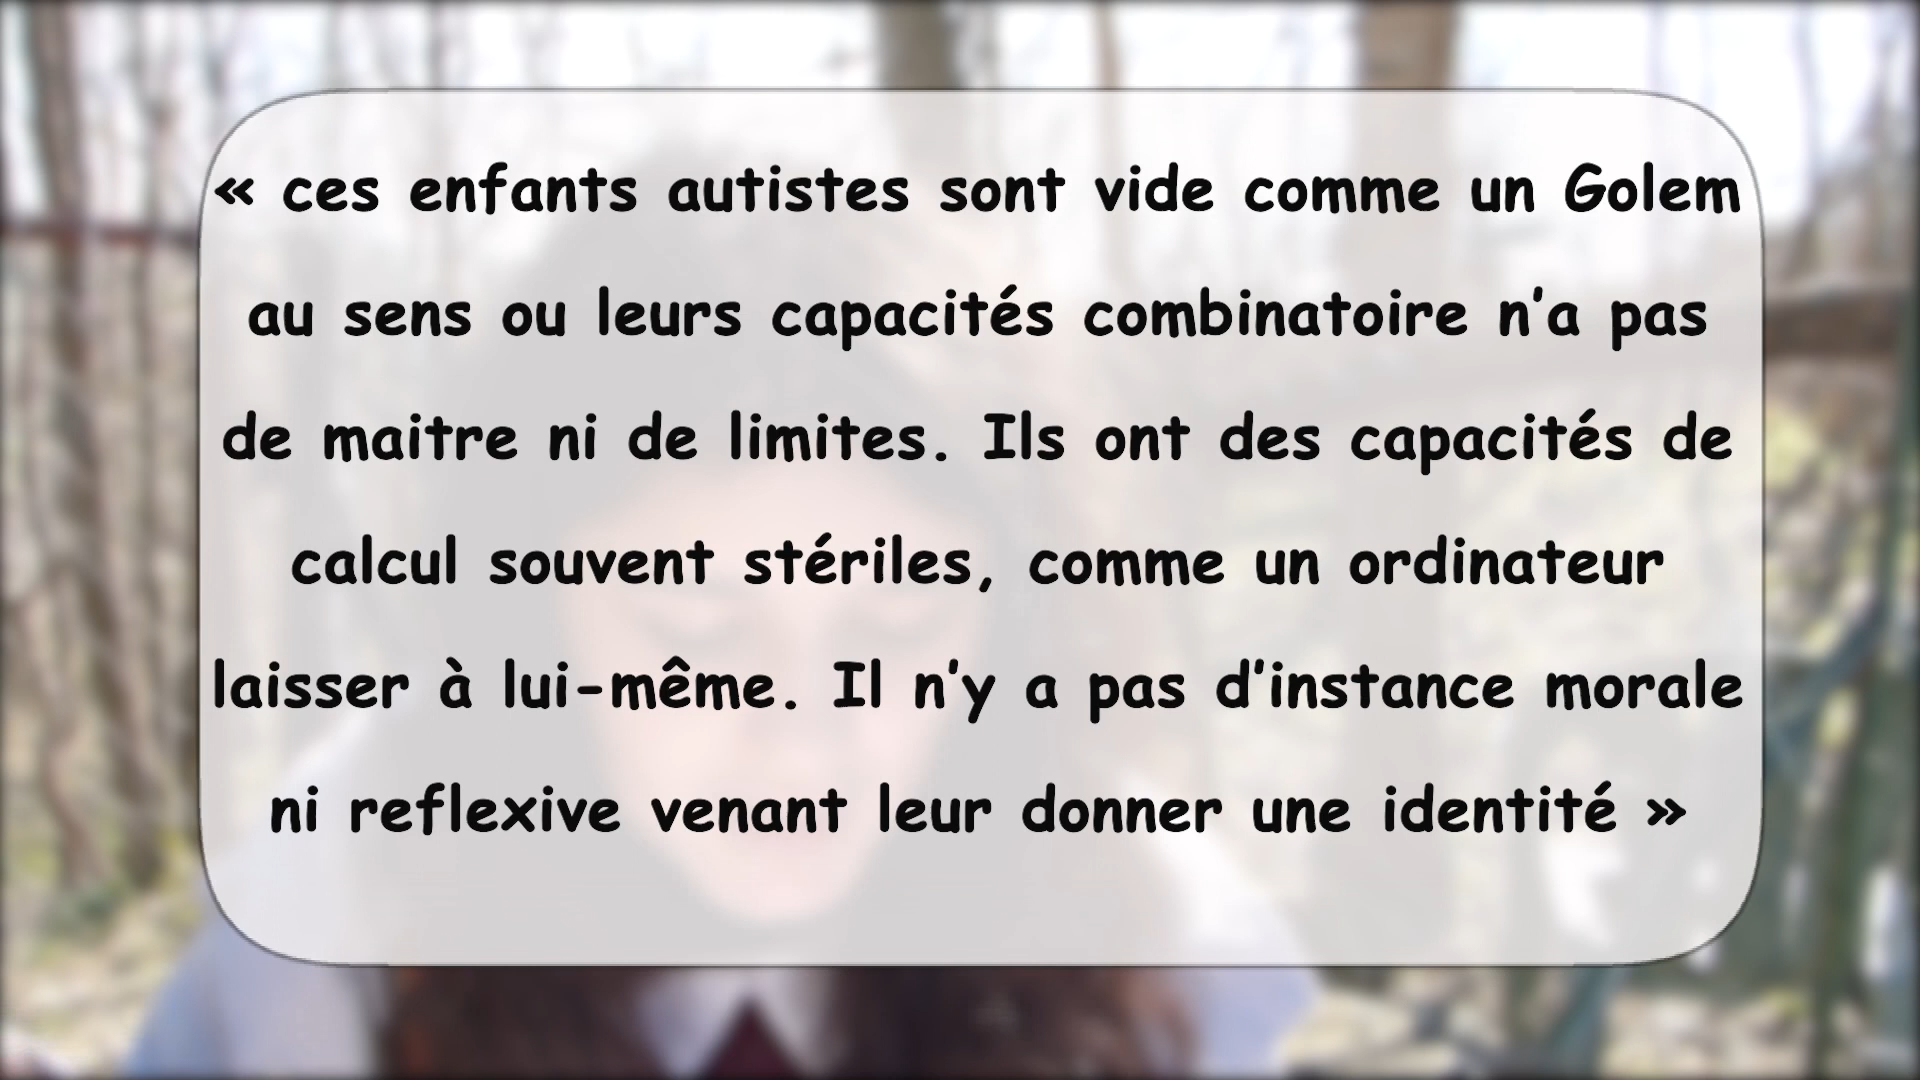 « ces enfants autistes sont vide comme un Golem
au sens ou leurs capacités combinatoire n’a pas
de maitre ni de limites. Ils ont des capacités de
calcul souvent stériles, comme un ordinateur
laisser à lui-même. Il n’y a pas d’instance morale
ni reflexive venant leur donner une identité »